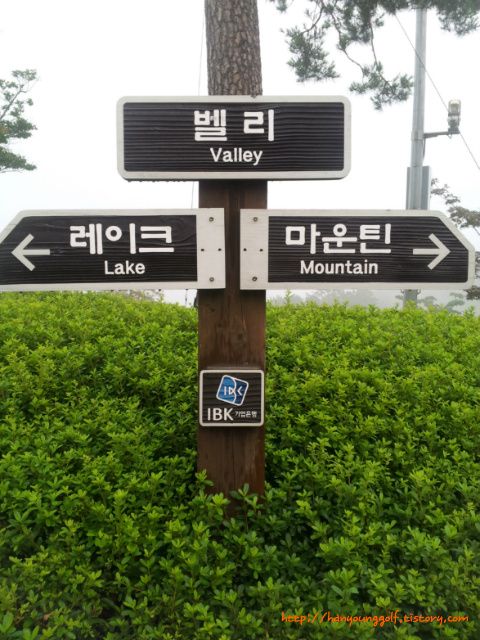 벨리
Valley
← 레이크
Lake
마운틴 →
Mountain
IBK
IBK 기업은행
http://hanyounggolf.tistory.com